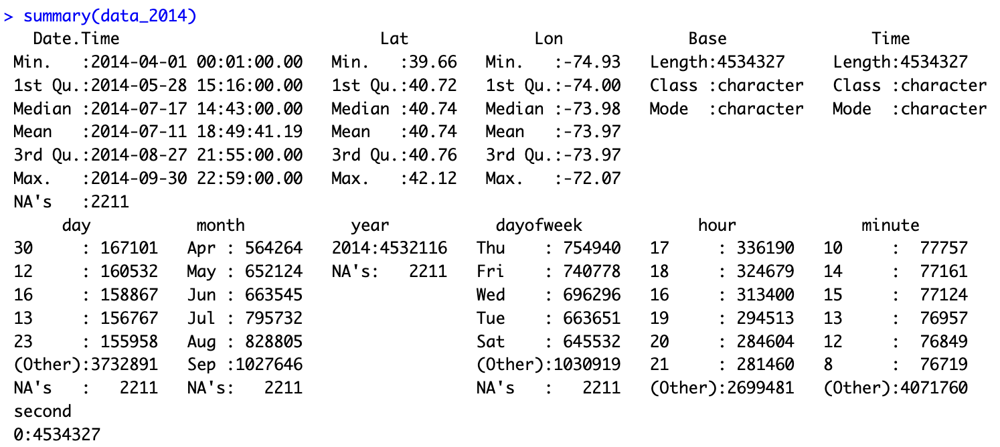 > summary(data_2014)
   Date.Time                           Lat             Lon             Base               Time
 Min.   :2014-04-01 00:01:00.00   Min.   :39.66   Min.   :-74.93   Length:4534327     Length:4534327
 1st Qu.:2014-05-28 15:16:00.00   1st Qu.:40.72   1st Qu.:-74.00   Class :character   Class :character
 Median :2014-07-17 14:43:00.00   Median :40.74   Median :-73.98   Mode  :character   Mode  :character
 Mean   :2014-07-11 18:49:41.19   Mean   :40.74   Mean   :-73.97
 3rd Qu.:2014-08-27 21:55:00.00   3rd Qu.:40.76   3rd Qu.:-73.97
 Max.   :2014-09-30 22:59:00.00   Max.   :42.12   Max.   :-72.07
 NA's   :2211
      day           month           year           dayofweek            hour             minute
 30     : 167101   Apr : 564264   2014:4532116   Thu    : 754940   17     : 336190   10     :  77757
 12     : 160532   May : 652124   NA's:   2211   Fri    : 740778   18     : 324679   14     :  77161
 16     : 158867   Jun : 663545                  Wed    : 696296   16     : 313400   15     :  77124
 13     : 156767   Jul : 795732                  Tue    : 663651   19     : 294513   13     :  76957
 23     : 155958   Aug : 828805                  Sat    : 645532   20     : 284604   12     :  76849
 (Other):3732891   Sep :1027646                  (Other):1030919   21     : 281460   8      :  76719
 NA's   :   2211   NA's:   2211                  NA's   :   2211   (Other):2699481   (Other):4071760
 second
 0:4534327